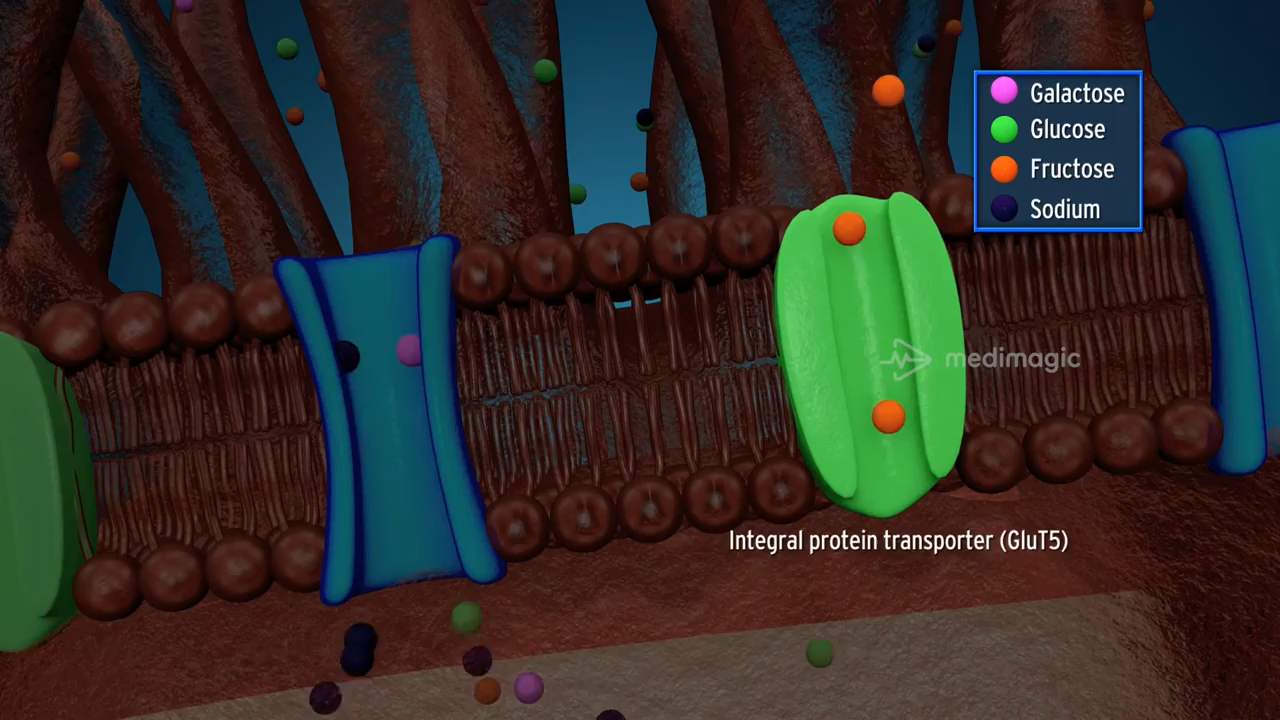 Galactose
Glucose
Fructose
Sodium
medimagic
Integral protein transporter (GluT5)